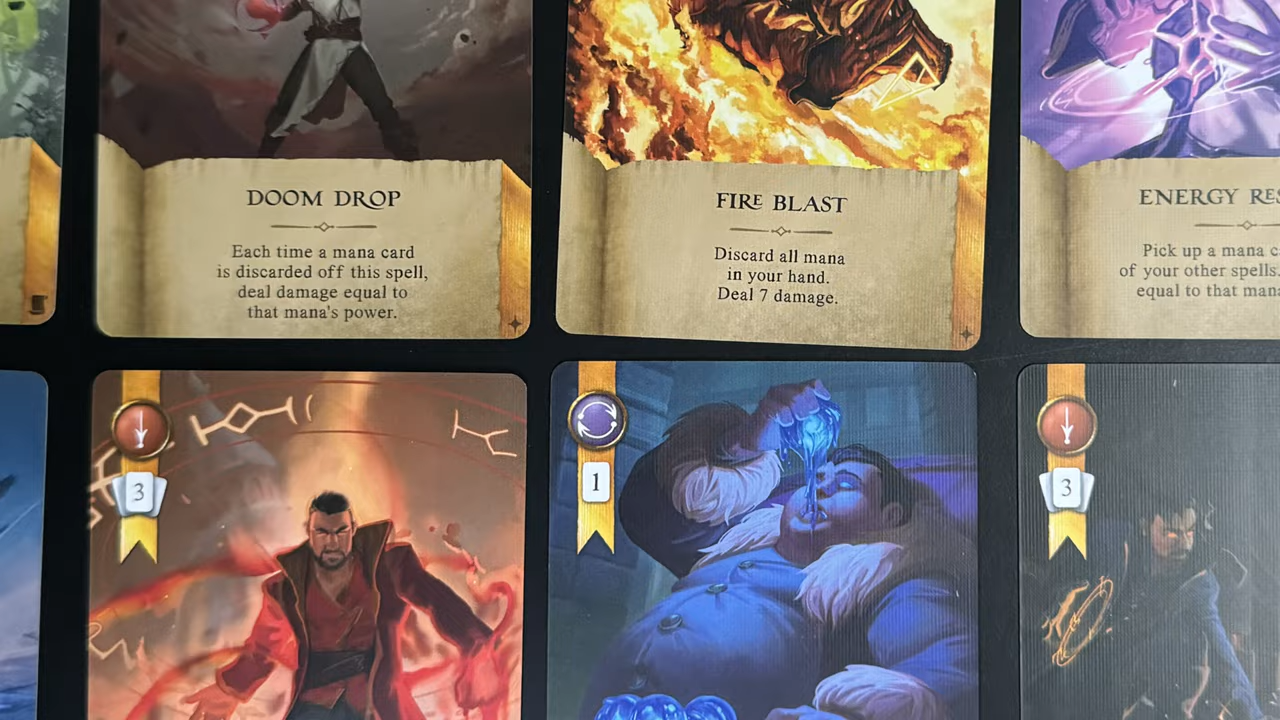 DOOM DROP
Each time a mana card
is discarded off this spell,
deal damage equal to
that mana's power.
FIRE BLAST
Discard all mana
in your hand.
Deal 7 damage.
ENERGY
Pick up a mana
of your other spells.
equal to that
3
1
3